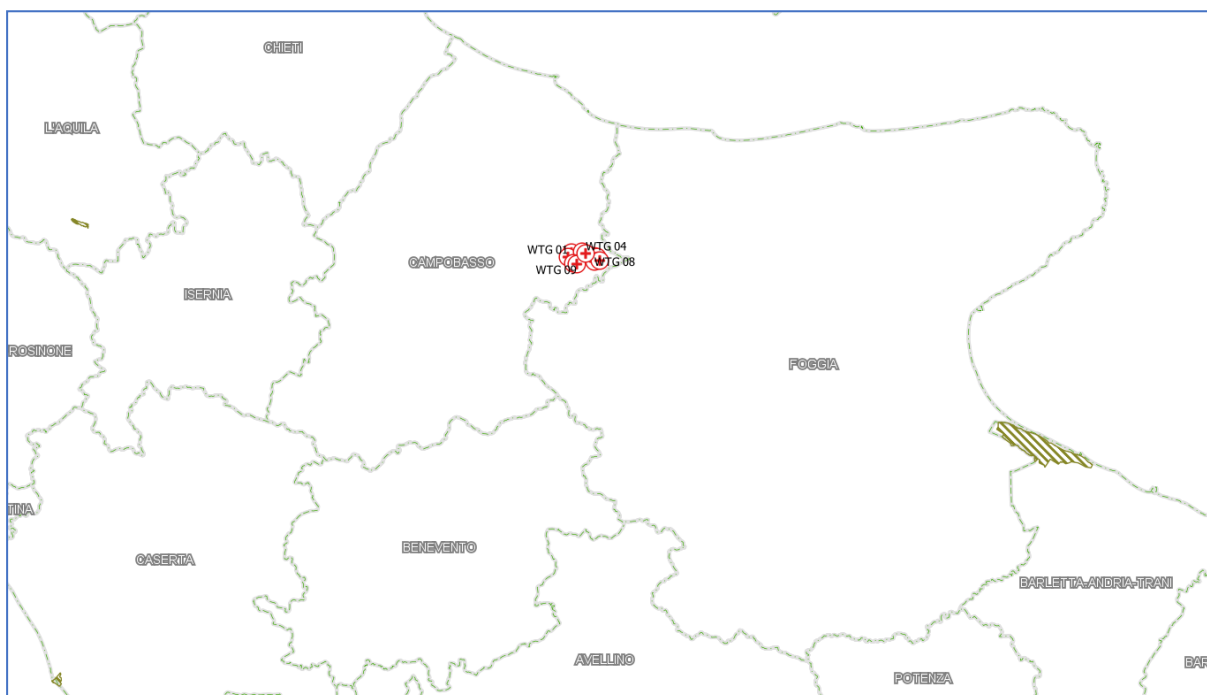 CHIETI
L'AQUILA
WTG 01
WTG 04
CAMPOBASSO
WTG 08
WTG 09
ISERNIA
ROSINONE
FOGGIA
TINA
BENEVENTO
CASERTA
BARLETTA-ANDRIA-TRANI
AVELLINO
BAR
POTENZA